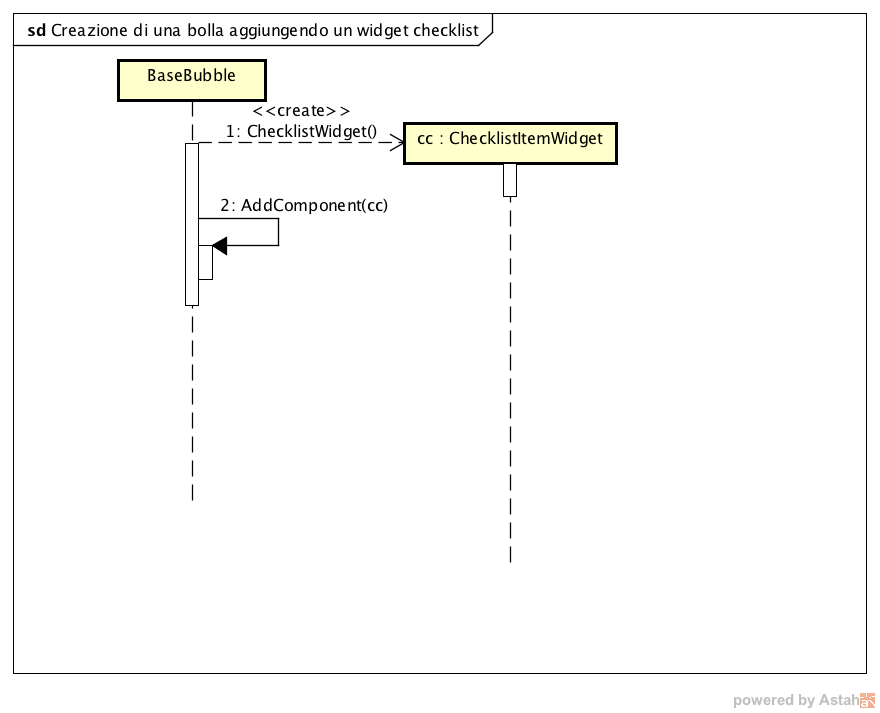 sd Creazione di una bolla aggiungendo un widget checklist
BaseBubble
<<create>>
1: ChecklistWidget()
cc : ChecklistItemWidget
2: AddComponent(cc)
powered by Astah